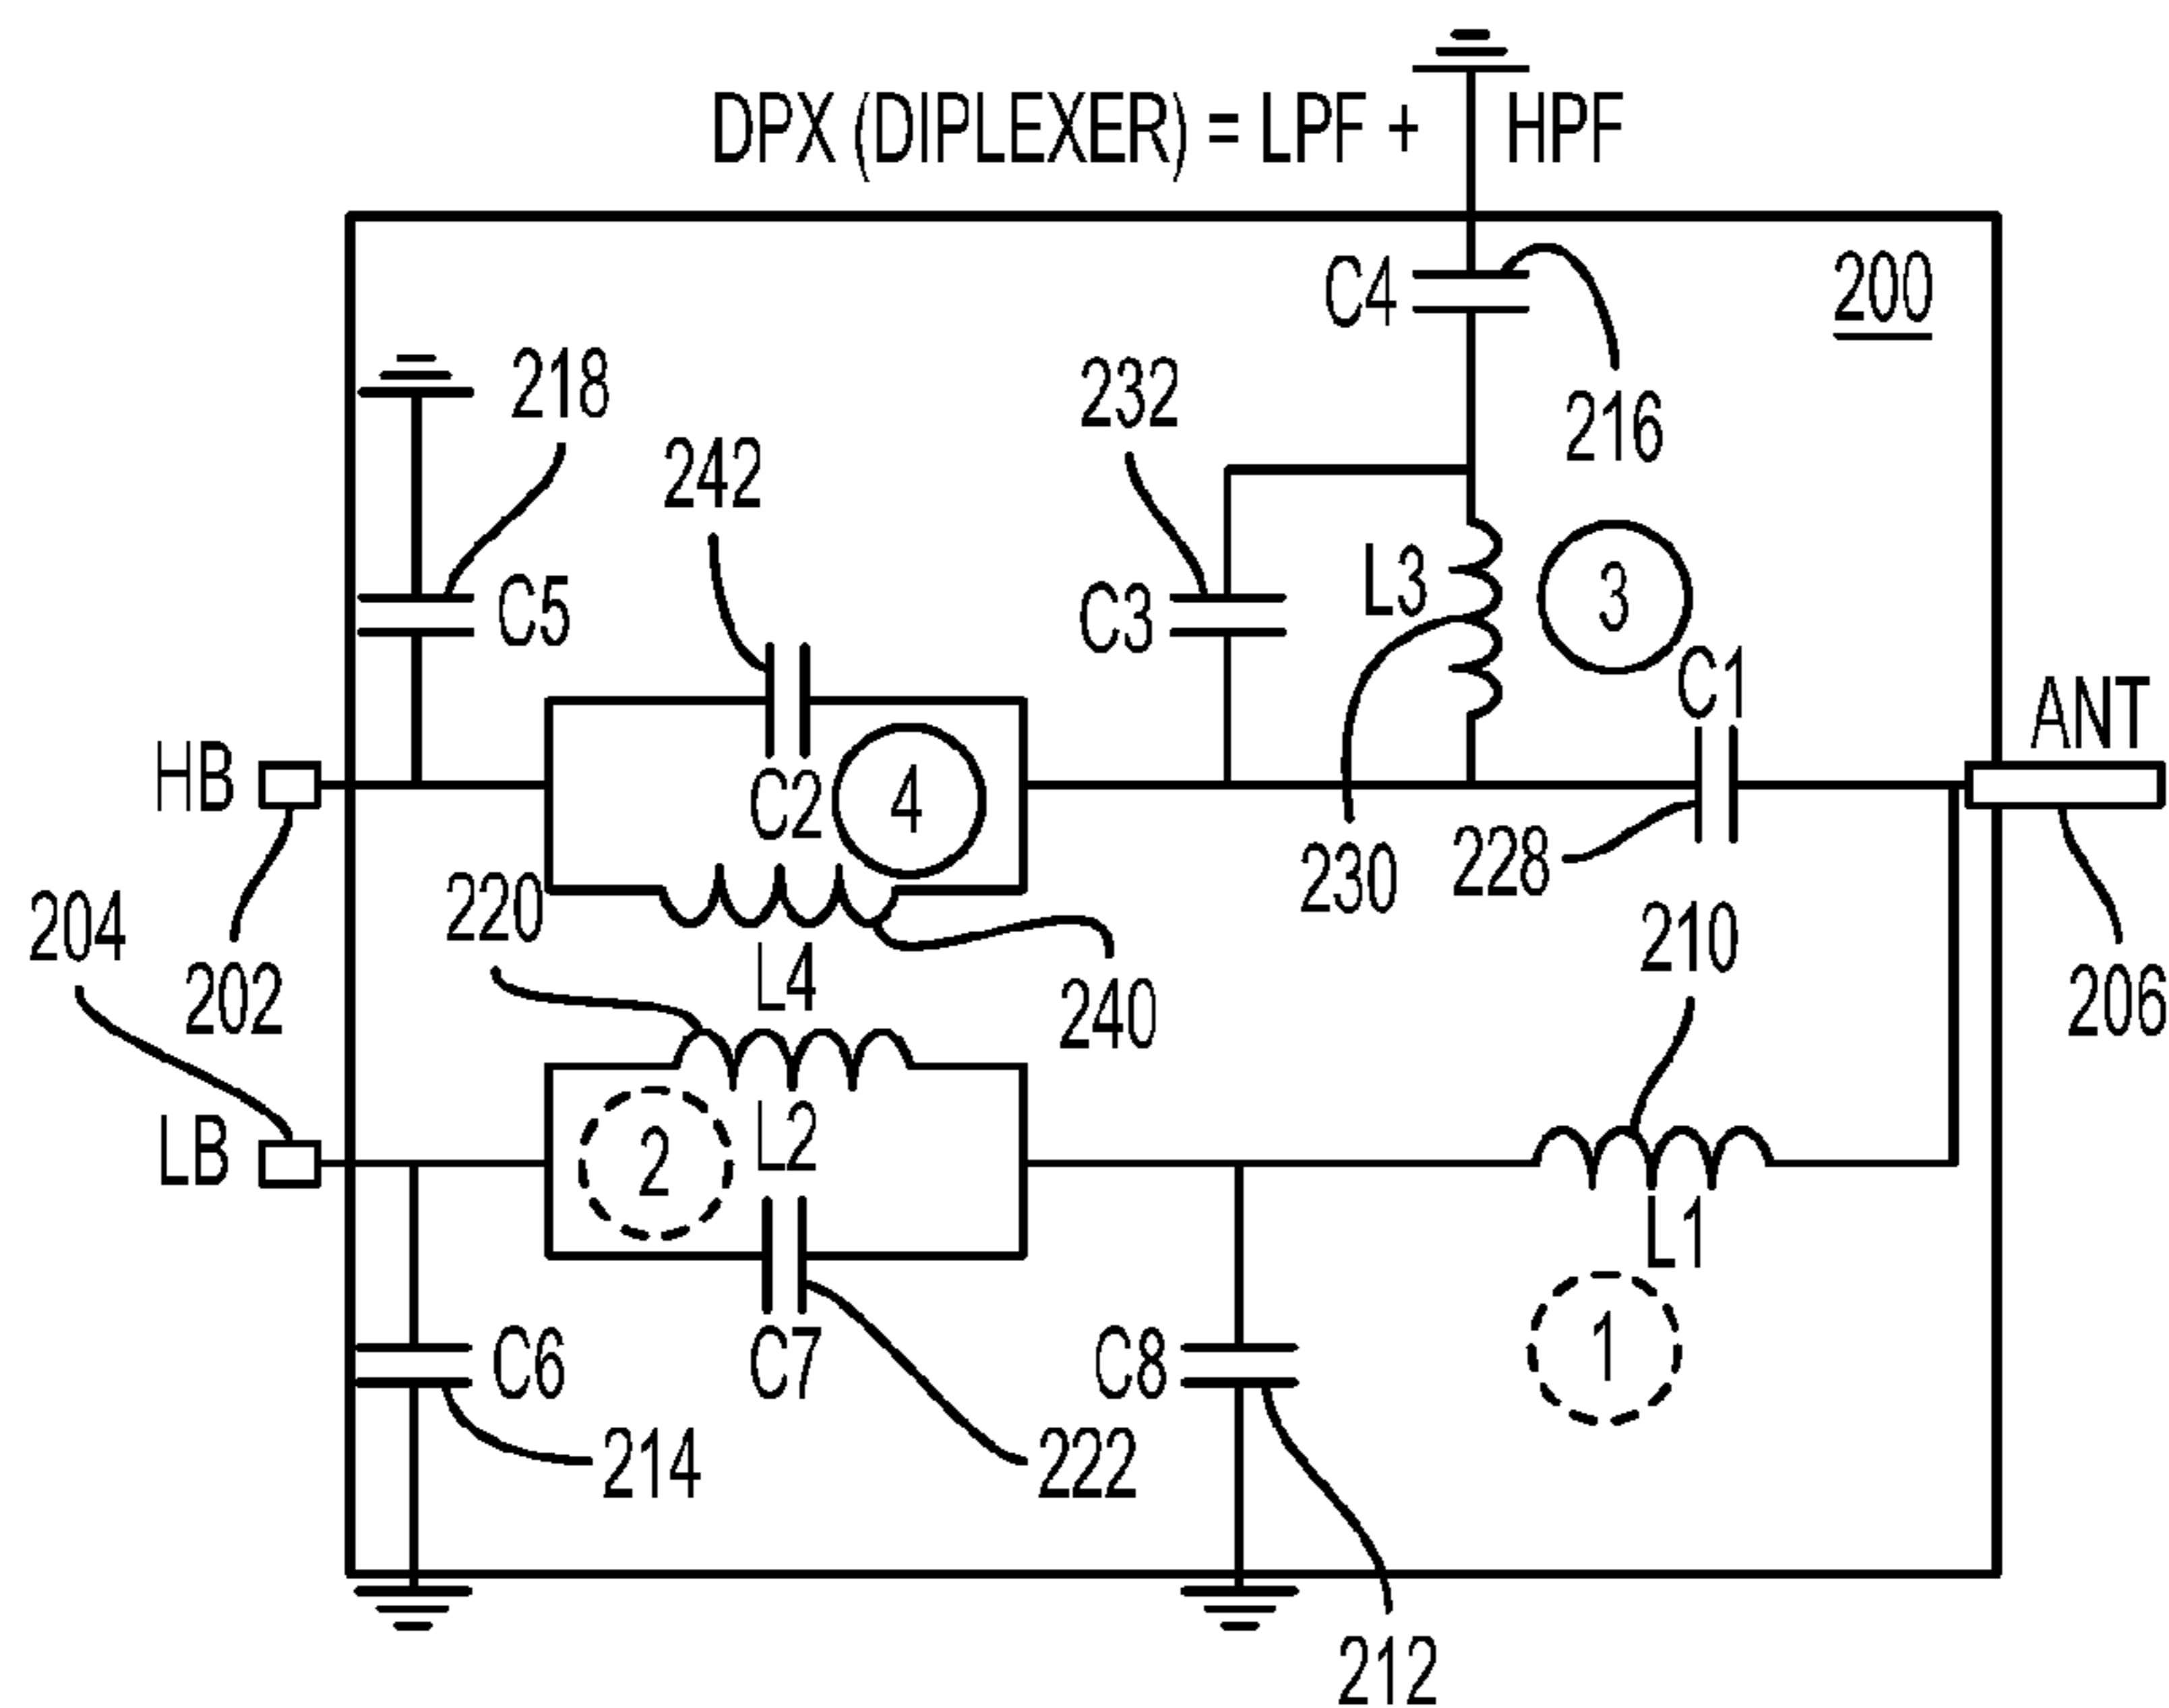 DPX (DIPLEXER) = LPF + HPF
200
C4
216
218
232
242
C5
C3
L3
3
C1
ANT
HB
C2
4
230
228
220
204
202
L4
240
210
206
LB
2
L2
L1
1
C6
C7
C8
214
222
212